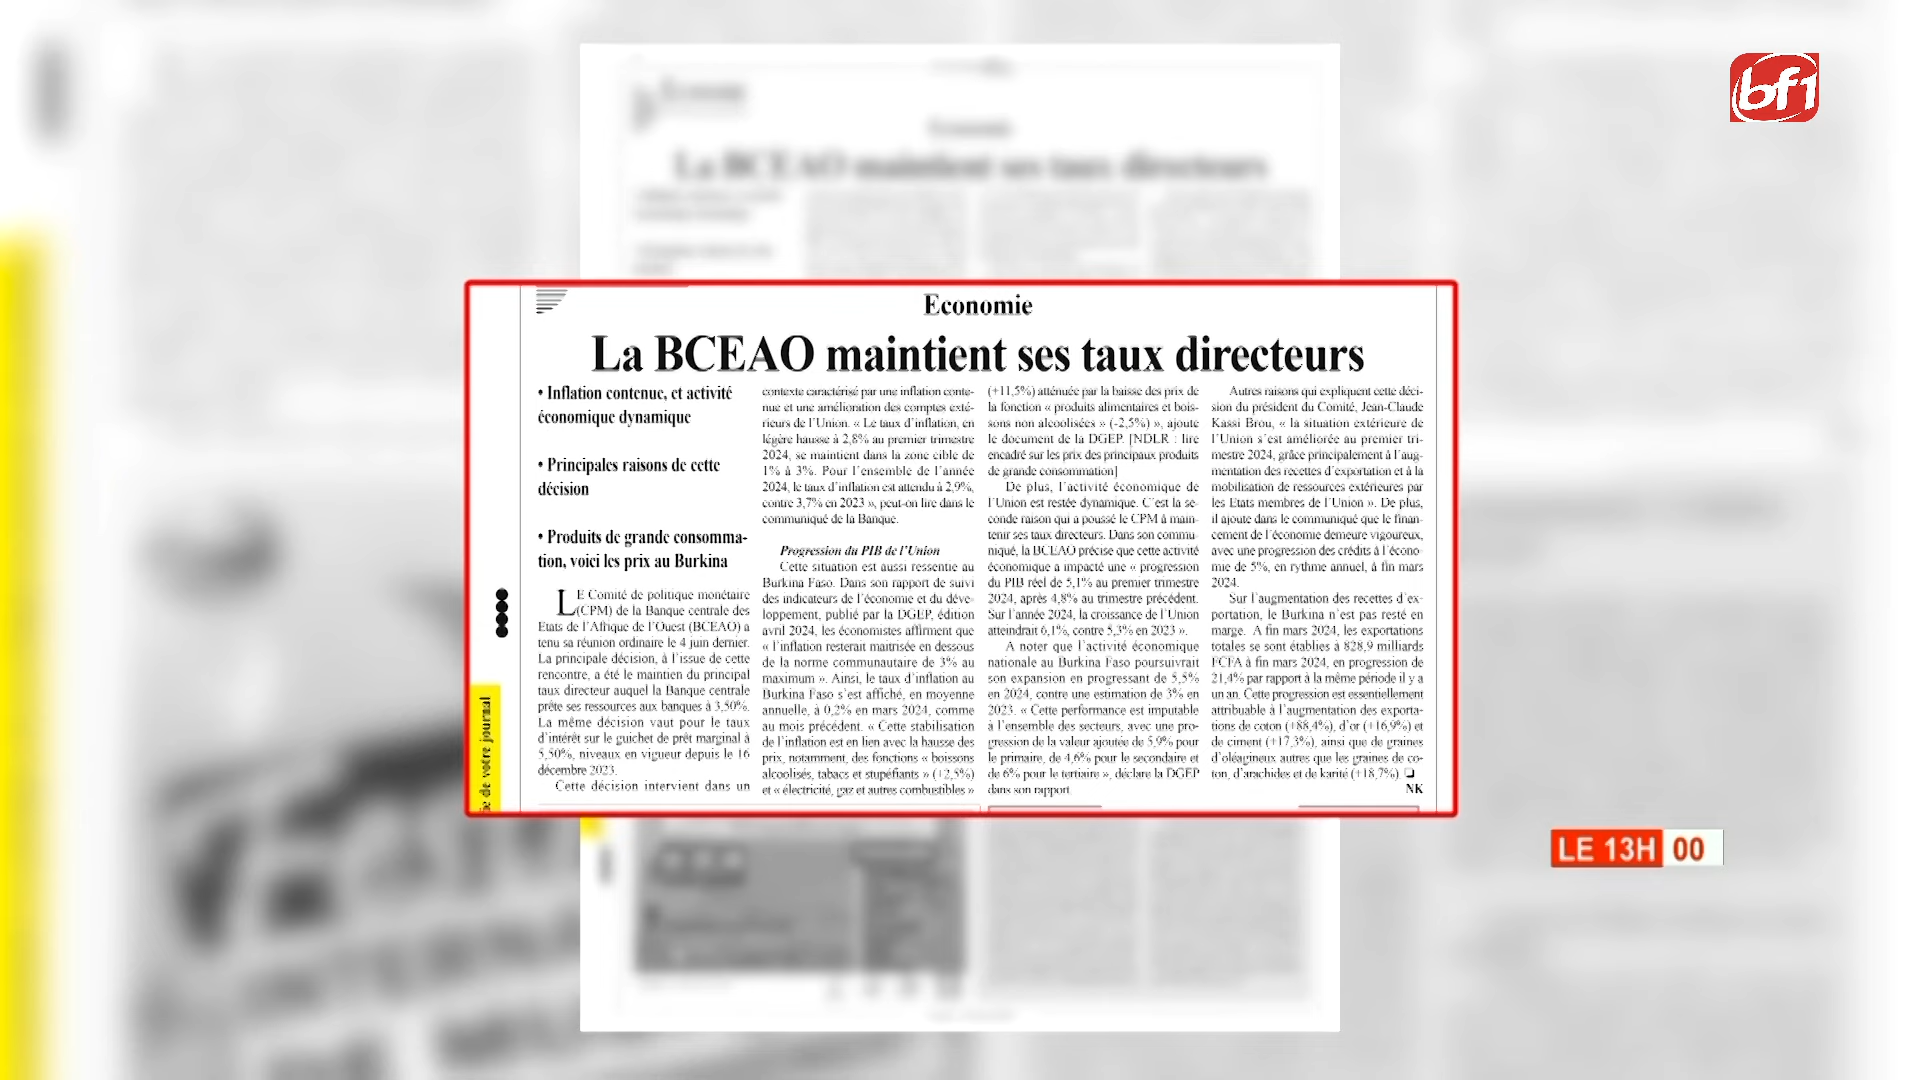 bf1
Economie
La BCEAO maintient ses taux directeurs
Economie
La BCEAO maintient ses taux directeurs
• Inflation contenue, et activité
économique dynamique
• Principales raisons de cette
décision
• Produits de grande consomma-
tion, voici les prix au Burkina
LE Comité de politique monétaire
(CPM) de la Banque centrale des
Etats de l'Afrique de l'Ouest (BCEAO) a
tenu sa réunion ordinaire le 4 juin dernier.
La principale décision, à l'issue de cette
rencontre, a été le maintien du principal
taux directeur auquel la Banque centrale
prête ses ressources aux banques à 3,50%.
La même décision vaut pour le taux
d'intérêt sur le guichet de prêt marginal à
5,50%, niveaux en vigueur depuis le 16
décembre 2023.
Cette décision intervient dans un
contexte caractérisé par une inflation conte-
nue et une amélioration des comptes exté-
rieurs de l'Union. « Le taux d'inflation, en
légère hausse à 2,8% au premier trimestre
2024, se maintient dans la zone cible de
1% à 3%. Pour l'ensemble de l'année
2024, le taux d'inflation est attendu à 2,9%,
contre 3,7% en 2023 », peut-on lire dans le
communiqué de la Banque.
Progression du PIB de l'Union
Cette situation est aussi ressentie au
Burkina Faso. Dans son rapport de suivi
des indicateurs de l'économie et du déve-
loppement, publié par la DGEP, édition
avril 2024, les économistes affirment que
« l'inflation resterait maitrisée en dessous
de la norme communautaire de 3% au
maximum ». Ainsi, le taux d'inflation au
Burkina Faso s'est affiché, en moyenne
annuelle, à 0,2% en mars 2024, comme
au mois précédent. « Cette stabilisation
de l'inflation est en lien avec la hausse des
prix, notamment, des fonctions « boissons
alcoolisés, tabacs et stupéfiants » (+2,5%)
et « électricité, gaz et autres combustibles »
(+11,5%) atténuée par la baisse des prix de
la fonction « produits alimentaires et bois-
sons non alcoolisées » (-2,5%) », ajoute
le document de la DGEP. [NDLR : lire
encadré sur les prix des principaux produits
de grande consommation]
De plus, l'activité économique de
l'Union est restée dynamique. C'est la se-
conde raison qui a poussé le CPM à main-
tenir ses taux directeurs. Dans son commu-
niqué, la BCEAO précise que cette activité
économique a impacté une « progression
du PIB réel de 5,1% au premier trimestre
2024, après 4,8% au trimestre précédent.
Sur l'année 2024, la croissance de l'Union
atteindrait 6,1%, contre 5,3% en 2023 ».
A noter que l'activité économique
nationale au Burkina Faso poursuivrait
son expansion en progressant de 5,5%
en 2024, contre une estimation de 3% en
2023. « Cette performance est imputable
à l'ensemble des secteurs, avec une pro-
gression de la valeur ajoutée de 5,9% pour
le primaire, de 4,6% pour le secondaire et
de 6% pour le tertiaire », déclare la DGEP
dans son rapport.
Autres raisons qui expliquent cette déci-
sion du président du Comité, Jean-Claude
Kassi Brou, « la situation extérieure de
l'Union s'est améliorée au premier tri-
mestre 2024, grâce principalement à l'aug-
mentation des recettes d'exportation et à la
mobilisation de ressources extérieures par
les Etats membres de l'Union ». De plus,
il ajoute dans le communiqué que le finan-
cement de l'économie demeure vigoureux,
avec une progression des crédits à l'écono-
mie de 5%, en rythme annuel, à fin mars
2024.
Sur l'augmentation des recettes d'ex-
portation, le Burkina n'est pas resté en
marge. A fin mars 2024, les exportations
totales se sont établies à 828,9 milliards
FCFA à fin mars 2024, en progression de
21,4% par rapport à la même période il y a
un an. Cette progression est essentiellement
attribuable à l'augmentation des exporta-
tions de coton (+88,4%), d'or (+16,9%) et
de ciment (+17,3%), ainsi que de graines
d'oléagineux autres que les graines de co-
ton, d'arachides et de karité (+18,7%) ❏
NK
de votre journal
LE 13H 00